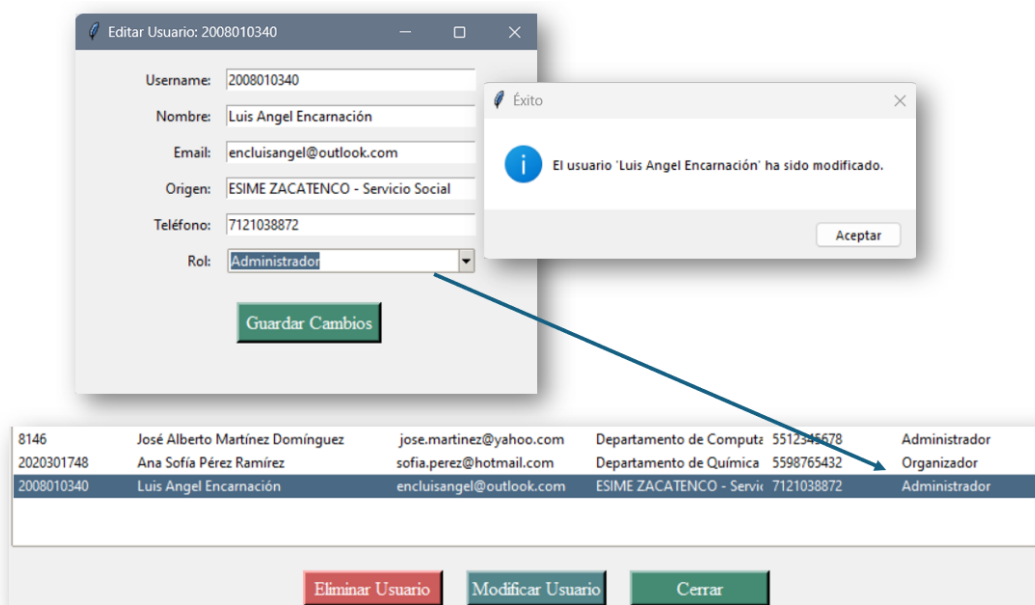 Editar Usuario: 2008010340
Username: 2008010340
Nombre: Luis Angel Encarnación
Email: encluisangel@outlook.com
Origen: ESIME ZACATENCO - Servicio Social
Teléfono: 7121038872
Rol: Administrador
Guardar Cambios
Éxito
El usuario 'Luis Angel Encarnación' ha sido modificado.
Aceptar
8146 José Alberto Martínez Domínguez jose.martinez@yahoo.com Departamento de Computa 5512345678 Administrador
2020301748 Ana Sofía Pérez Ramírez sofia.perez@hotmail.com Departamento de Química 5598765432 Organizador
2008010340 Luis Angel Encarnación encluisangel@outlook.com ESIME ZACATENCO - Servic 7121038872 Administrador
Eliminar Usuario Modificar Usuario Cerrar